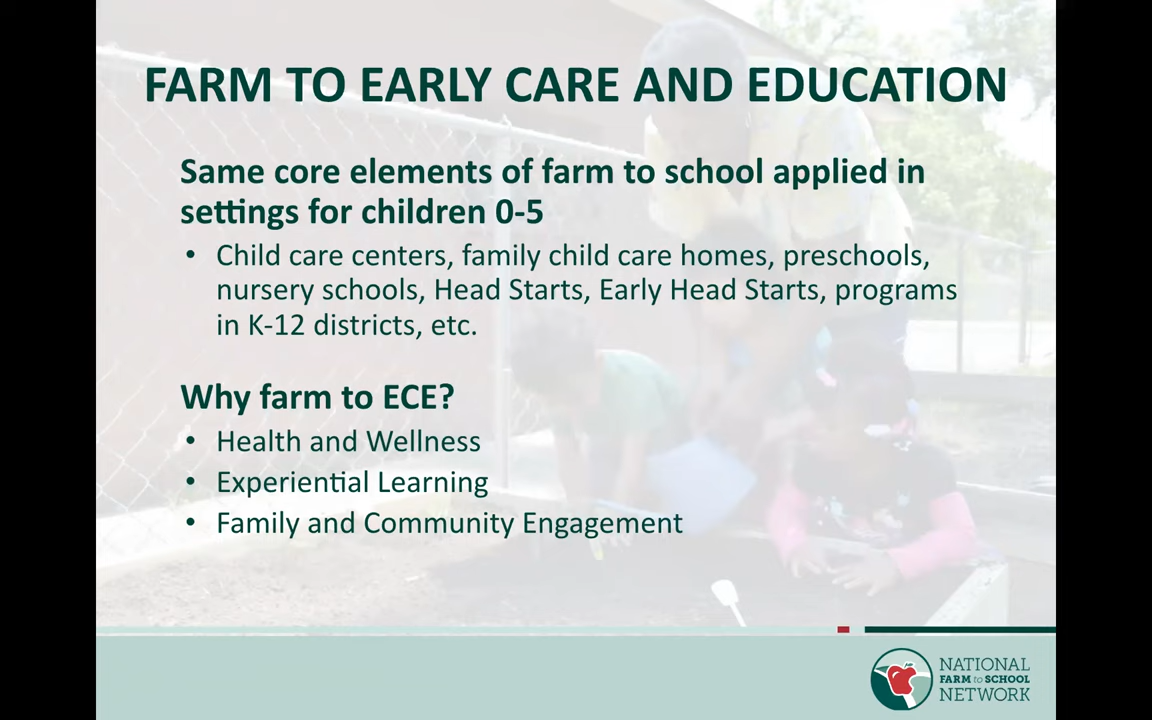 FARM TO EARLY CARE AND EDUCATION
Same core elements of farm to school applied in
settings for children 0-5
• Child care centers, family child care homes, preschools,
nursery schools, Head Starts, Early Head Starts, programs
in K-12 districts, etc.
Why farm to ECE?
• Health and Wellness
• Experiential Learning
• Family and Community Engagement
NATIONAL
FARM to SCHOOL
NETWORK